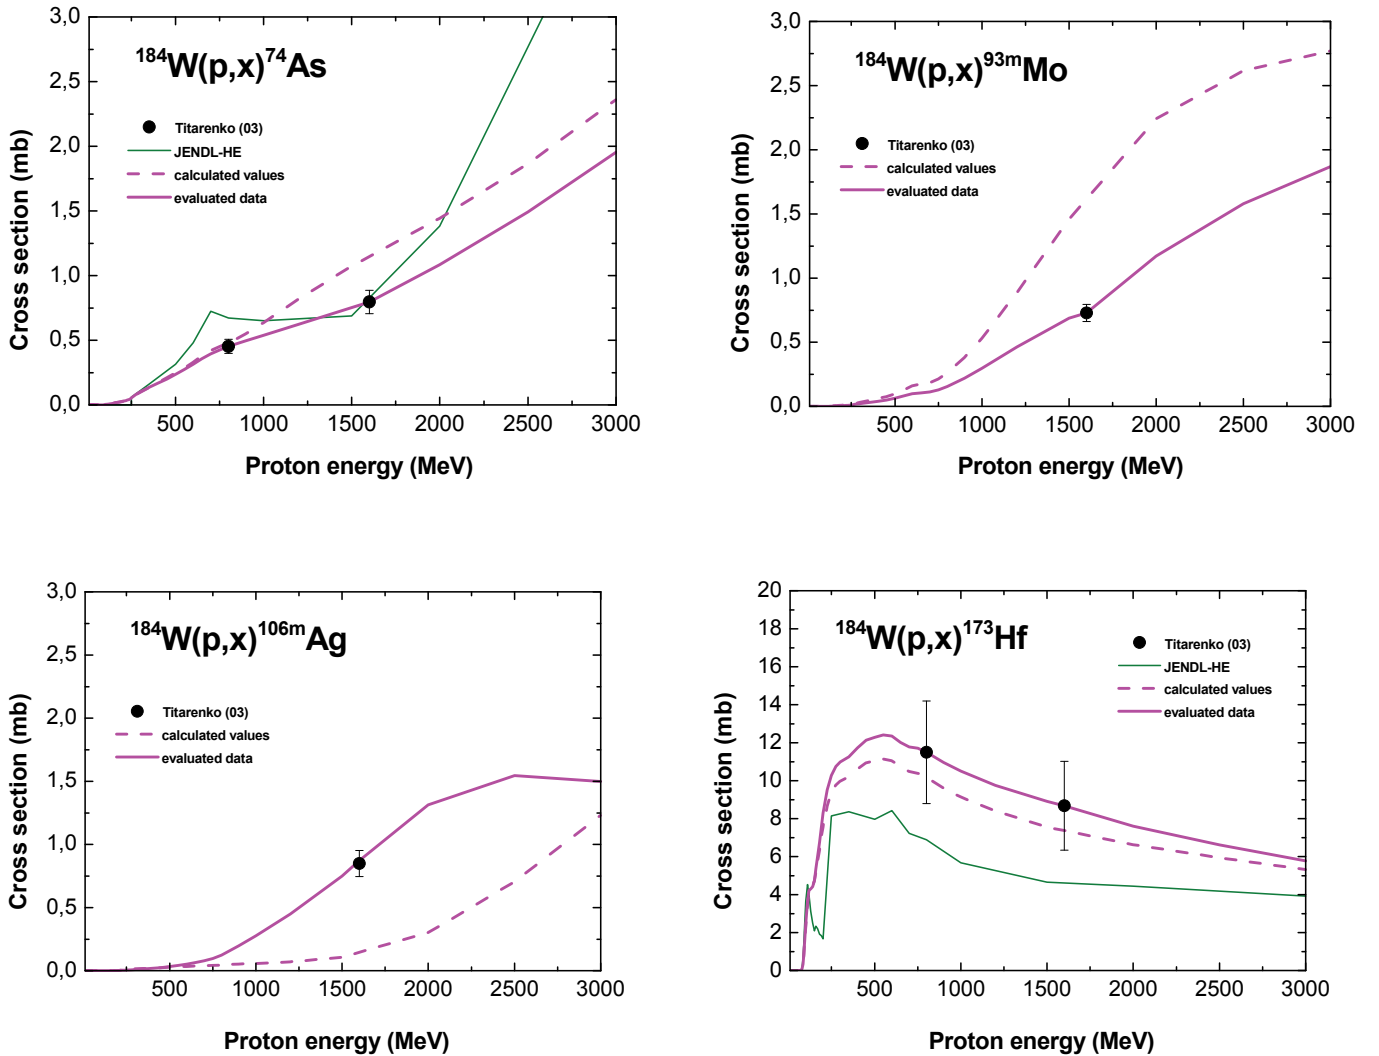 184W(p,x)74As
Titarenko (03)
JENDL-HE
calculated values
evaluated data
Cross section (mb)
3,0
2,5
2,0
1,5
1,0
0,5
0,0
500 1000 1500 2000 2500 3000
Proton energy (MeV)
184W(p,x)93mMo
Titarenko (03)
calculated values
evaluated data
Cross section (mb)
3,0
2,5
2,0
1,5
1,0
0,5
0,0
500 1000 1500 2000 2500 3000
Proton energy (MeV)
184W(p,x)106mAg
Titarenko (03)
calculated values
evaluated data
Cross section (mb)
3,0
2,5
2,0
1,5
1,0
0,5
0,0
500 1000 1500 2000 2500 3000
Proton energy (MeV)
184W(p,x)173Hf
Titarenko (03)
JENDL-HE
calculated values
evaluated data
Cross section (mb)
20
18
16
14
12
10
8
6
4
2
0
500 1000 1500 2000 2500 3000
Proton energy (MeV)